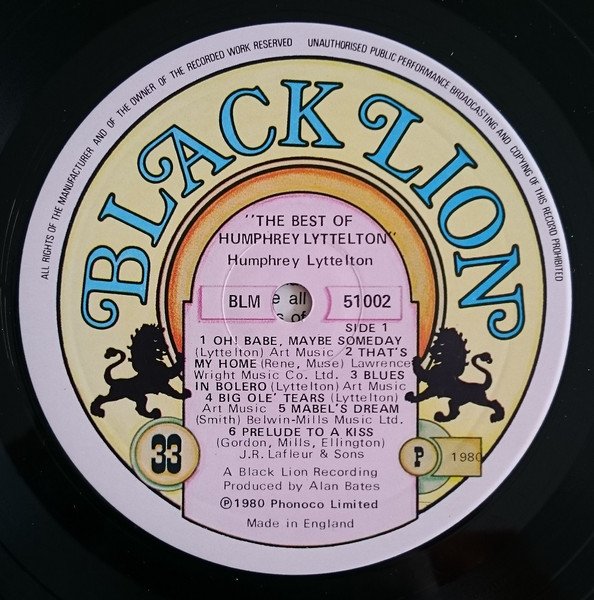 ALL RIGHTS OF THE MANUFACTURER AND OF THE OWNER OF THE RECORDED WORK RESERVED UNAUTHORISED PUBLIC PERFORMANCE BROADCASTING AND COPYING OF THIS RECORD PROHIBITED
BLACK LION
"THE BEST OF
HUMPHREY LYTTELTON"
Humphrey Lyttelton
BLM
e all
s of
51002
SIDE 1
1 OH! BABE, MAYBE SOMEDAY
(Lyttelton) Art Music/2 THAT'S
MY HOME (Rene, Muse) Lawrence
Wright Music Co. Ltd. 3 BLUES
IN BOLERO (Lyttelton) Art Music
4 BIG OLE' TEARS (Lyttelton)
Art Music 5 MABEL'S DREAM
(Smith) Belwin-Mills Music Ltd.
6 PRELUDE TO A KISS
(Gordon, Mills, Ellington)
J.R. Lafleur & Sons
33
P 1980
A Black Lion Recording
Produced by Alan Bates
℗1980 Phonoco Limited
Made in England